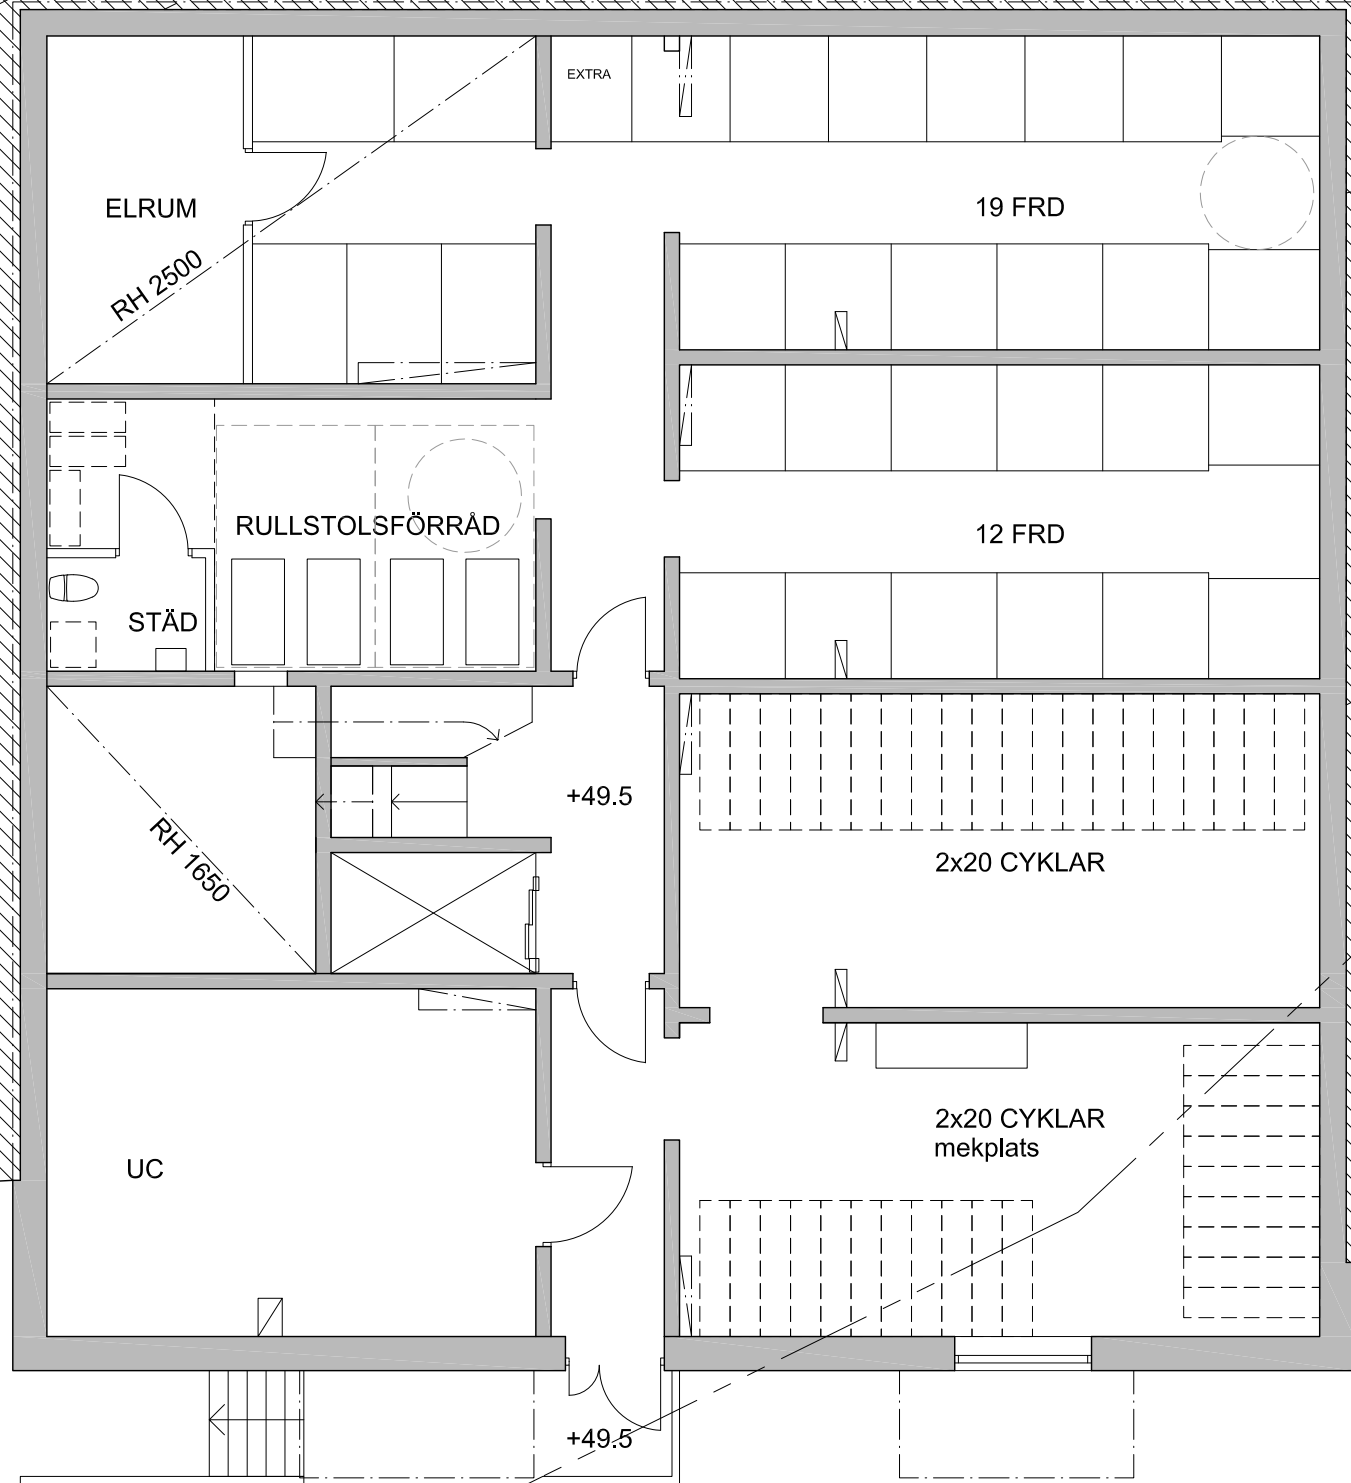 EXTRA
ELRUM
19 FRD
RH 2500
RULLSTOLSFÖRRÅD
12 FRD
STÄD
+49.5
RH 1650
2x20 CYKLAR
2x20 CYKLAR
mekplats
UC
+49.5